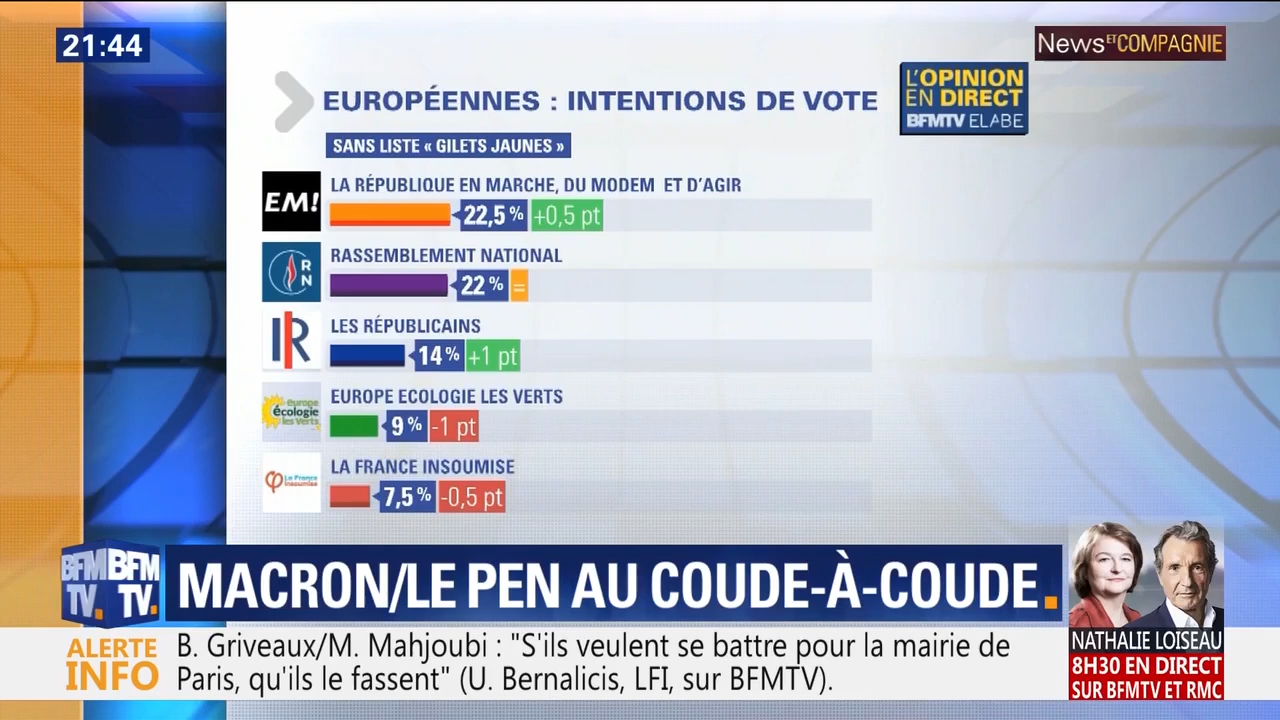 21:44
News ET COMPAGNIE
EUROPÉENNES : INTENTIONS DE VOTE
L'OPINION
EN DIRECT
BFMTV ELABE
SANS LISTE « GILETS JAUNES »
EM!
LA RÉPUBLIQUE EN MARCHE, DU MODEM ET D'AGIR
22,5 % +0,5 pt
RN
RASSEMBLEMENT NATIONAL
22 % =
R
LES RÉPUBLICAINS
14 % +1 pt
europe
écologie
les Verts
EUROPE ECOLOGIE LES VERTS
9 % -1 pt
La France
insoumise
LA FRANCE INSOUMISE
7,5 % -0,5 pt
BFM BFM
TV. TV.
MACRON/LE PEN AU COUDE-À-COUDE.
ALERTE
INFO
B. Griveaux/M. Mahjoubi : "S'ils veulent se battre pour la mairie de
Paris, qu'ils le fassent" (U. Bernalicis, LFI, sur BFMTV).
NATHALIE LOISEAU
8H30 EN DIRECT
SUR BFMTV ET RMC